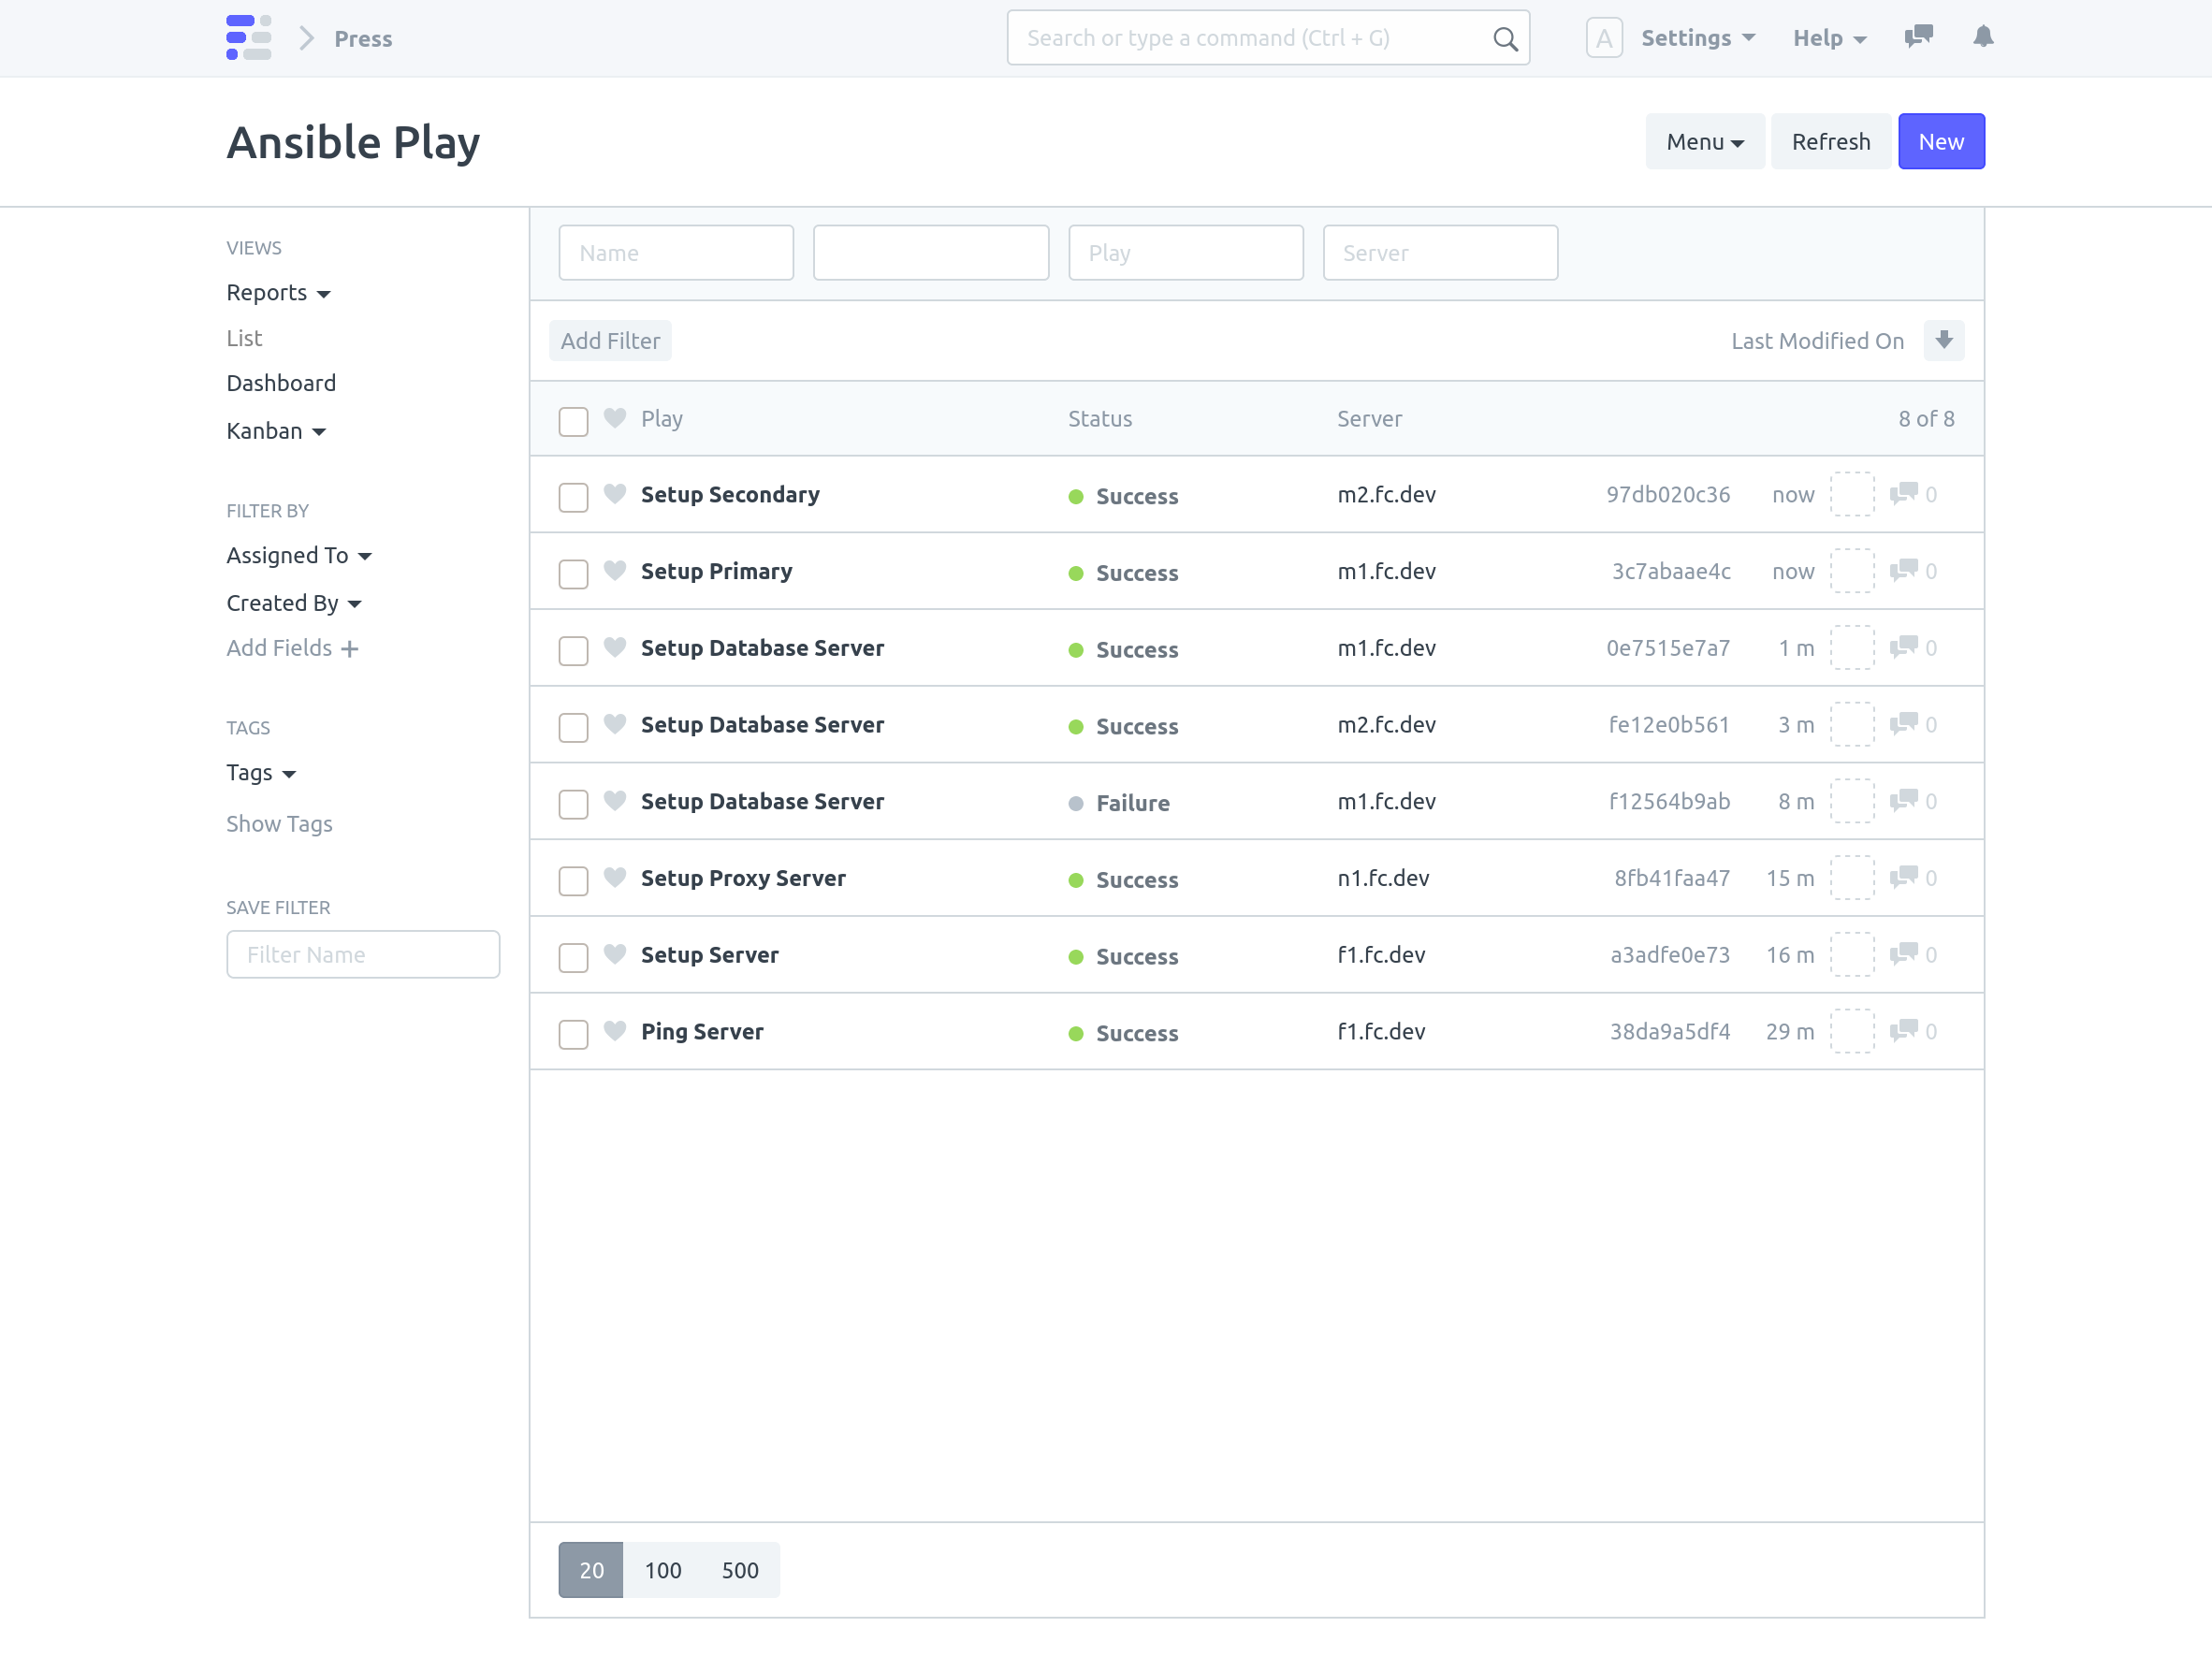 Press
Search or type a command (Ctrl + G)
A Settings Help
Ansible Play
Menu Refresh New
VIEWS
Reports
List
Dashboard
Kanban
FILTER BY
Assigned To
Created By
Add Fields
TAGS
Tags
Show Tags
SAVE FILTER
Filter Name
Name Play Server
Add Filter Last Modified On
Play Status Server 8 of 8
Setup Secondary Success m2.fc.dev 97db020c36 now 0
Setup Primary Success m1.fc.dev 3c7abaae4c now 0
Setup Database Server Success m1.fc.dev 0e7515e7a7 1 m 0
Setup Database Server Success m2.fc.dev fe12e0b561 3 m 0
Setup Database Server Failure m1.fc.dev f12564b9ab 8 m 0
Setup Proxy Server Success n1.fc.dev 8fb41faa47 15 m 0
Setup Server Success f1.fc.dev a3adfe0e73 16 m 0
Ping Server Success f1.fc.dev 38da9a5df4 29 m 0
20 100 500